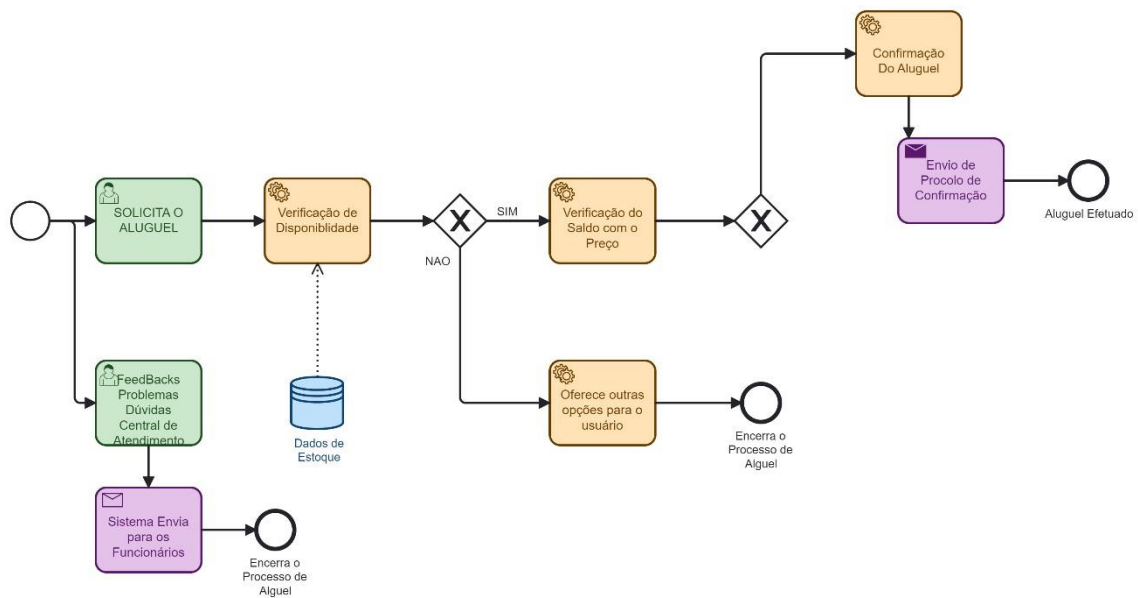 Confirmação
Do Aluguel
Envio de
Procolo de
Confirmação
Aluguel Efetuado
SOLICITA O
ALUGUEL
Verificação de
Disponiblidade
X
SIM
NAO
Verificação do
Saldo com o
Preço
X
FeedBacks
Problemas
Dúvidas
Central de
Atendimento
Dados de
Estoque
Oferece outras
opções para o
usuário
Encerra o
Processo de
Alguel
Sistema Envia
para os
Funcionários
Encerra o
Processo de
Alguel